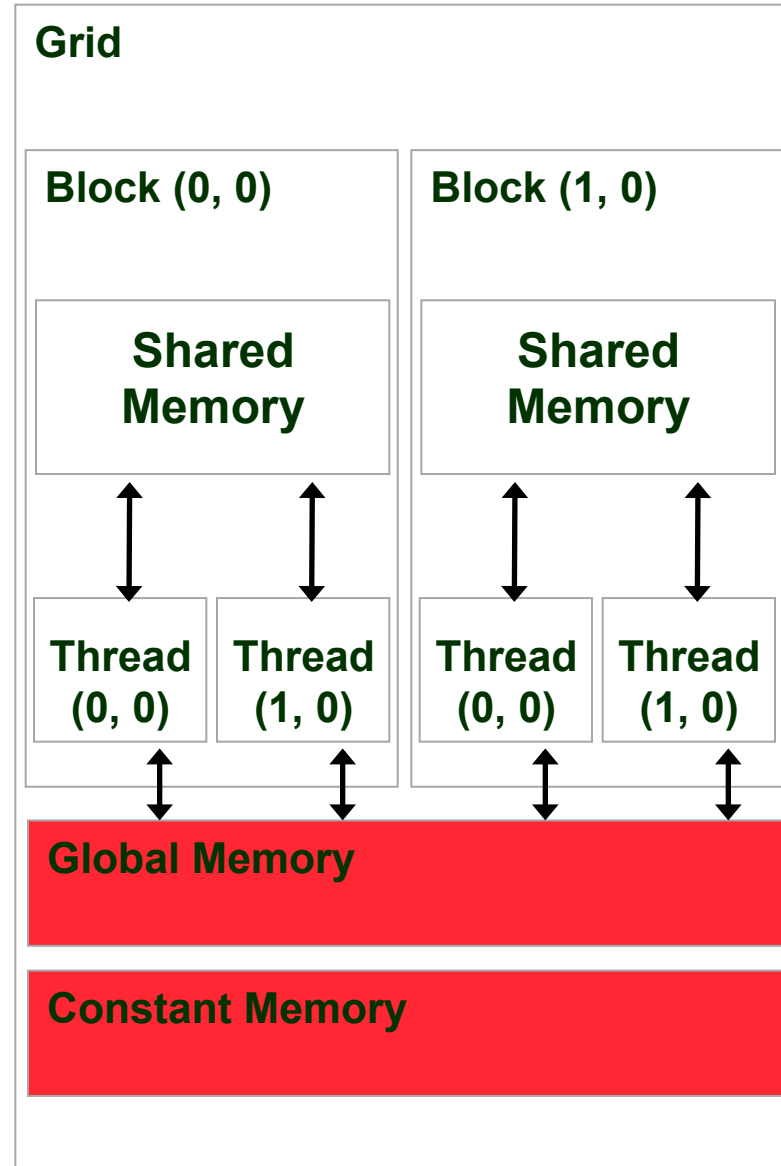 Grid
Block (0, 0)
Block (1, 0)
Shared
Memory
Shared
Memory
Thread
(0, 0)
Thread
(1, 0)
Thread
(0, 0)
Thread
(1, 0)
Global Memory
Constant Memory